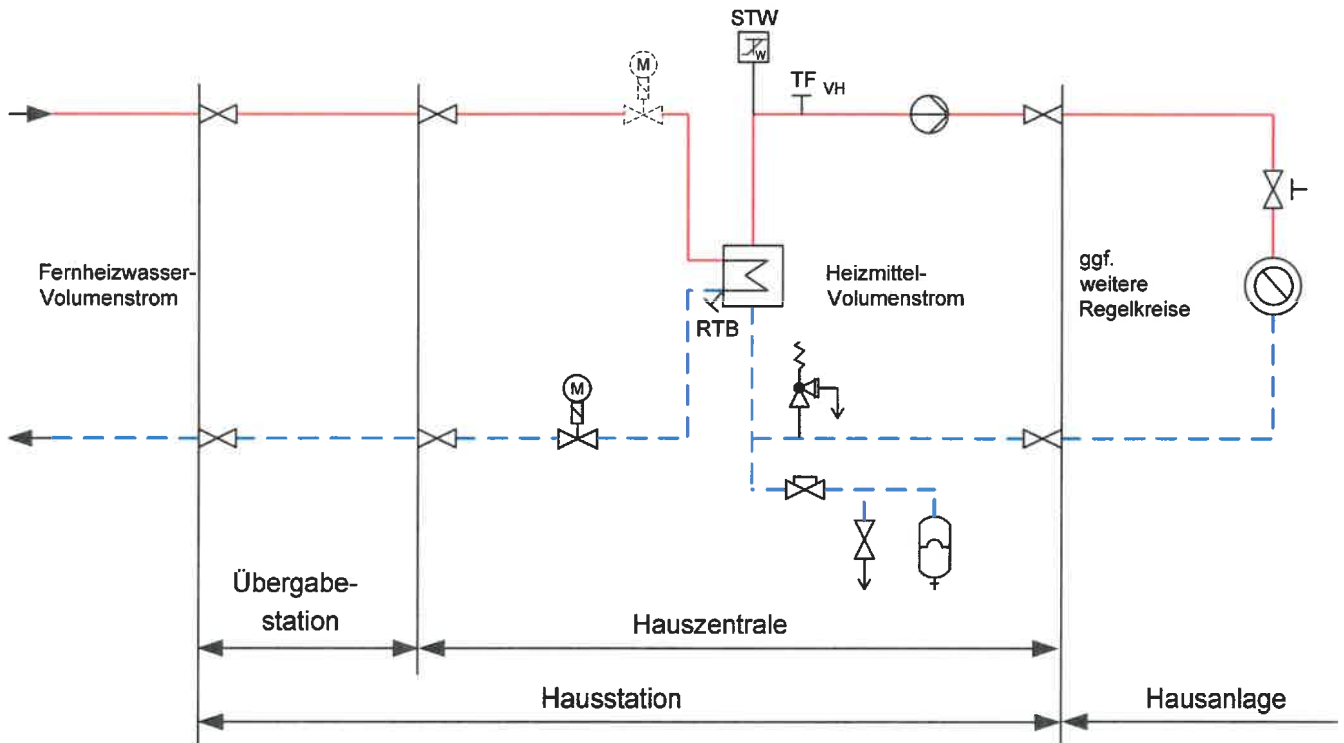 STW
W
M
TF VH
Fernheizwasser-
Volumenstrom
Heizmittel-
Volumenstrom
ggf.
weitere
Regelkreise
RTB
M
Übergabe-
station
Hauszentrale
Hausstation
Hausanlage